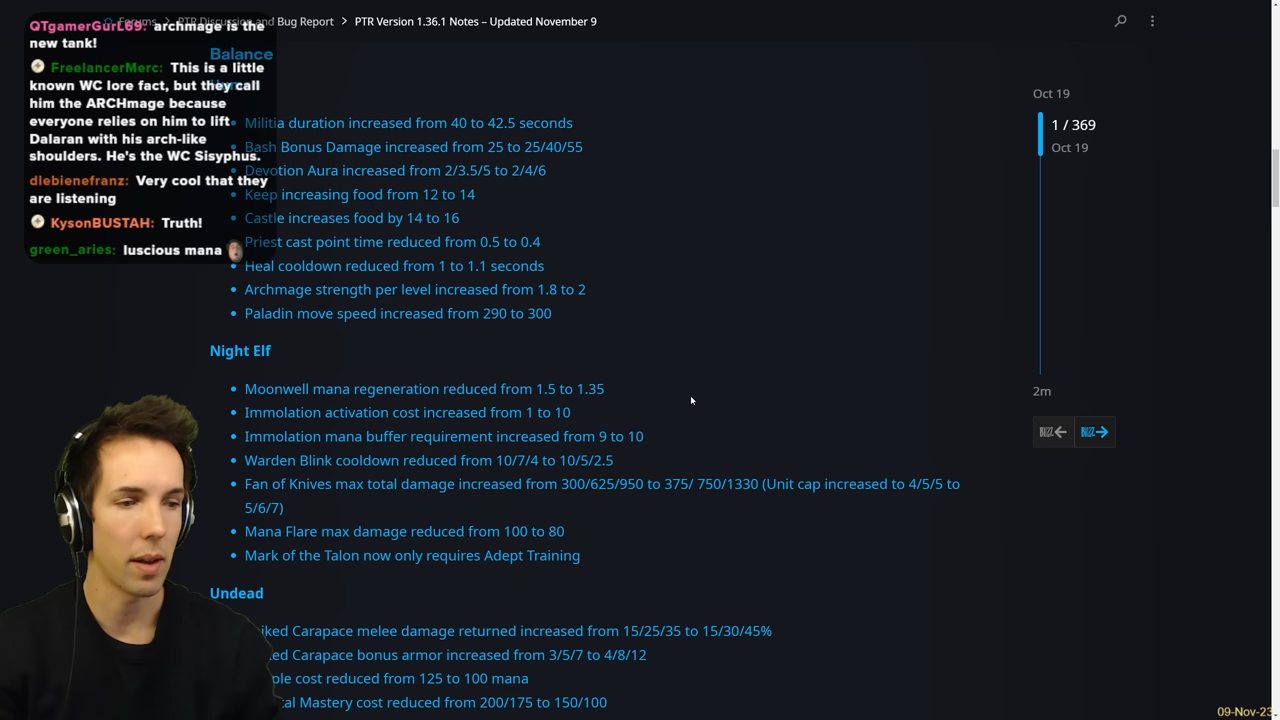 Forums > PTR Discussion and Bug Report > PTR Version 1.36.1 Notes – Updated November 9
QTgamerGurL69: archmage is the
new tank!
FreelancerMerc: This is a little
known WC lore fact, but they call
him the ARCHmage because
everyone relies on him to lift
Dalaran with his arch-like
shoulders. He's the WC Sisyphus.
dlebienefranz: Very cool that they
are listening
KysonBUSTAH: Truth!
green_aries: luscious mana
Balance
Militia duration increased from 40 to 42.5 seconds
Bash Bonus Damage increased from 25 to 25/40/55
Devotion Aura increased from 2/3.5/5 to 2/4/6
Keep increasing food from 12 to 14
Castle increases food by 14 to 16
Priest cast point time reduced from 0.5 to 0.4
Heal cooldown reduced from 1 to 1.1 seconds
Archmage strength per level increased from 1.8 to 2
Paladin move speed increased from 290 to 300
Night Elf
Moonwell mana regeneration reduced from 1.5 to 1.35
Immolation activation cost increased from 1 to 10
Immolation mana buffer requirement increased from 9 to 10
Warden Blink cooldown reduced from 10/7/4 to 10/5/2.5
Fan of Knives max total damage increased from 300/625/950 to 375/ 750/1330 (Unit cap increased to 4/5/5 to
5/6/7)
Mana Flare max damage reduced from 100 to 80
Mark of the Talon now only requires Adept Training
Undead
iked Carapace melee damage returned increased from 15/25/35 to 15/30/45%
ed Carapace bonus armor increased from 3/5/7 to 4/8/12
ple cost reduced from 125 to 100 mana
tal Mastery cost reduced from 200/175 to 150/100
Oct 19
1 / 369
Oct 19
2m
BLIZZ
BLIZZ
09-Nov-23